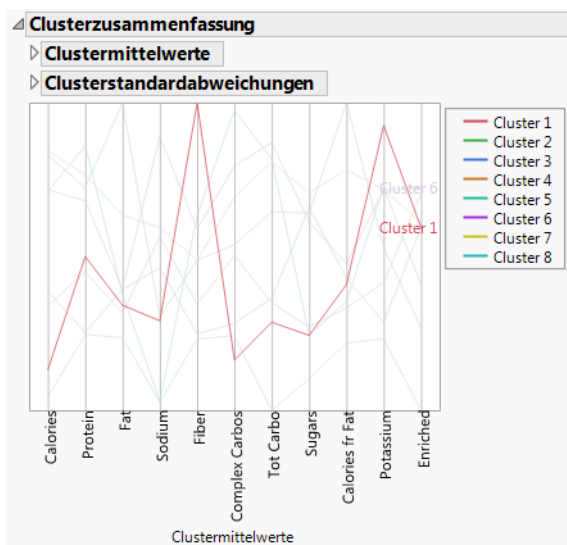 Clusterzusammenfassung
Clustermittelwerte
Clusterstandardabweichungen
Cluster 1
Cluster 2
Cluster 3
Cluster 4
Cluster 5
Cluster 6
Cluster 7
Cluster 8
Cluster 6
Cluster 1
Calories
Protein
Fat
Sodium
Fiber
Complex Carbos
Tot Carbo
Sugars
Calories fr Fat
Potassium
Enriched
Clustermittelwerte